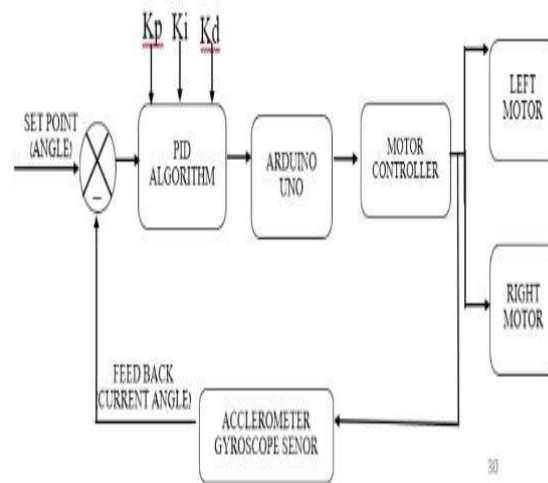 Kp Ki Kd
SET POINT
(ANGLE)
PID
ALGORITHM
ARDUINO
UNO
MOTOR
CONTROLLER
LEFT
MOTOR
RIGHT
MOTOR
FEED BACK
(CURRENT ANGLE)
ACCLEROMETER
GYROSCOPE SENOR
30